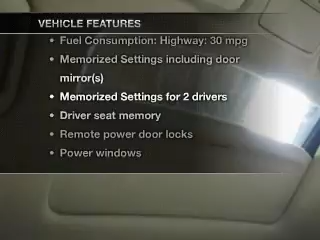 VEHICLE FEATURES
• Fuel Consumption: Highway: 30 mpg
• Memorized Settings including door
mirror(s)
• Memorized Settings for 2 drivers
• Driver seat memory
• Remote power door locks
• Power windows